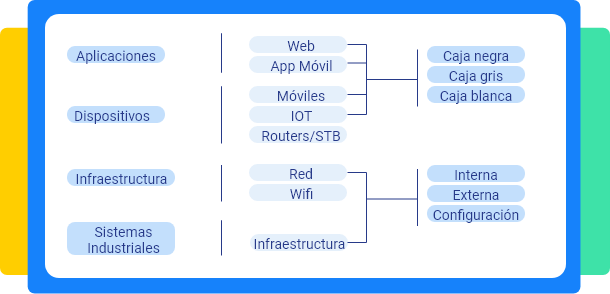 Aplicaciones
Web
App Móvil
Caja negra
Caja gris
Caja blanca
Dispositivos
Móviles
IOT
Routers/STB
Infraestructura
Red
Wifi
Interna
Externa
Configuración
Sistemas
Industriales
Infraestructura